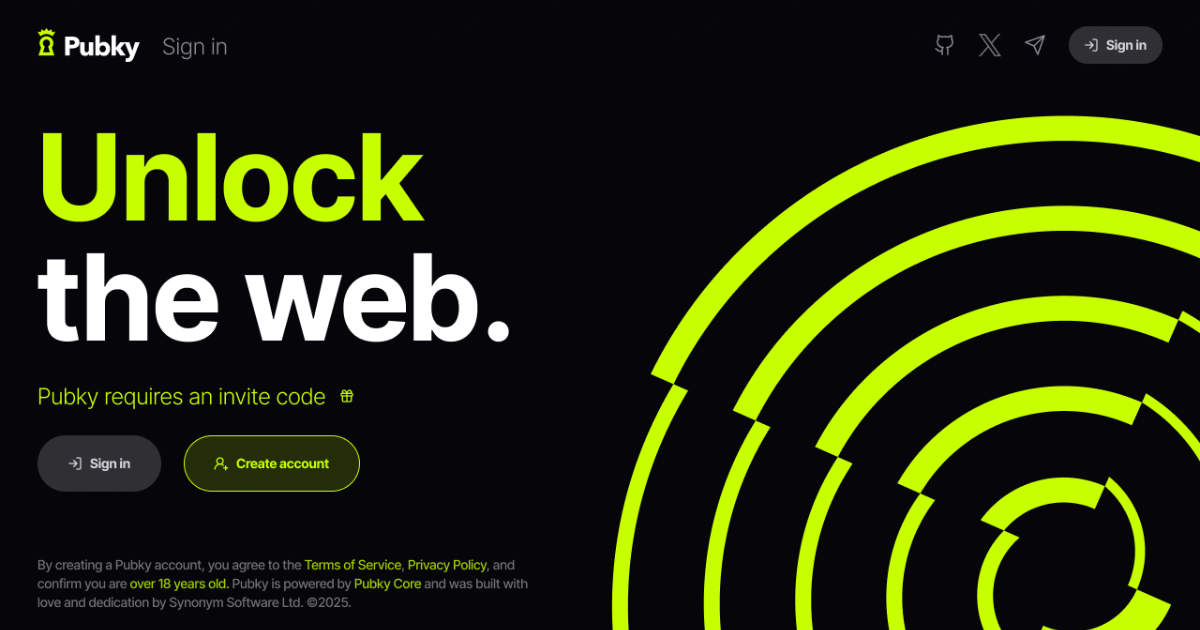 Pubky
Sign in
Sign in
Unlock
the web.
Pubky requires an invite code
Sign in
Create account
By creating a Pubky account, you agree to the Terms of Service, Privacy Policy, and
confirm you are over 18 years old. Pubky is powered by Pubky Core and was built with
love and dedication by Synonym Software Ltd. ©2025.